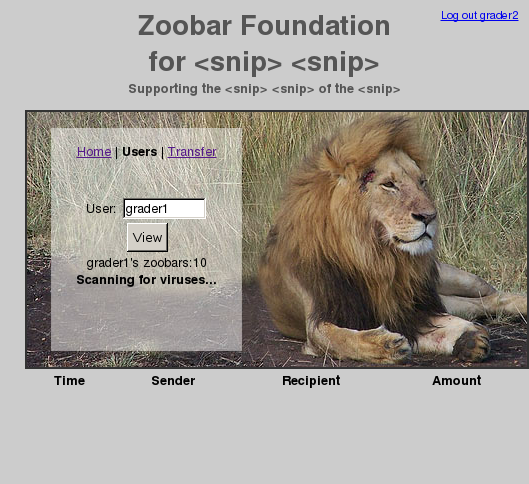 Log out grader2
Zoobar Foundation
for <snip> <snip>
Supporting the <snip> <snip> of the <snip>
Home | Users | Transfer
User: grader1
View
grader1's zoobars:10
Scanning for viruses...
Time Sender Recipient Amount